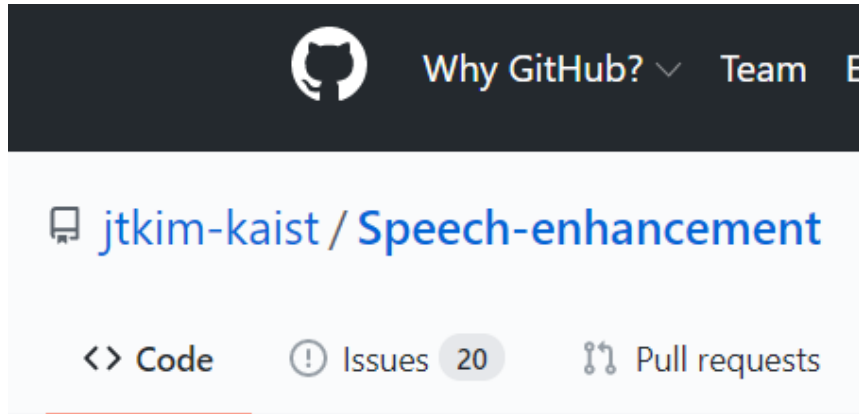 Why GitHub? Team E
jtkim-kaist / Speech-enhancement
<> Code Issues 20 Pull requests